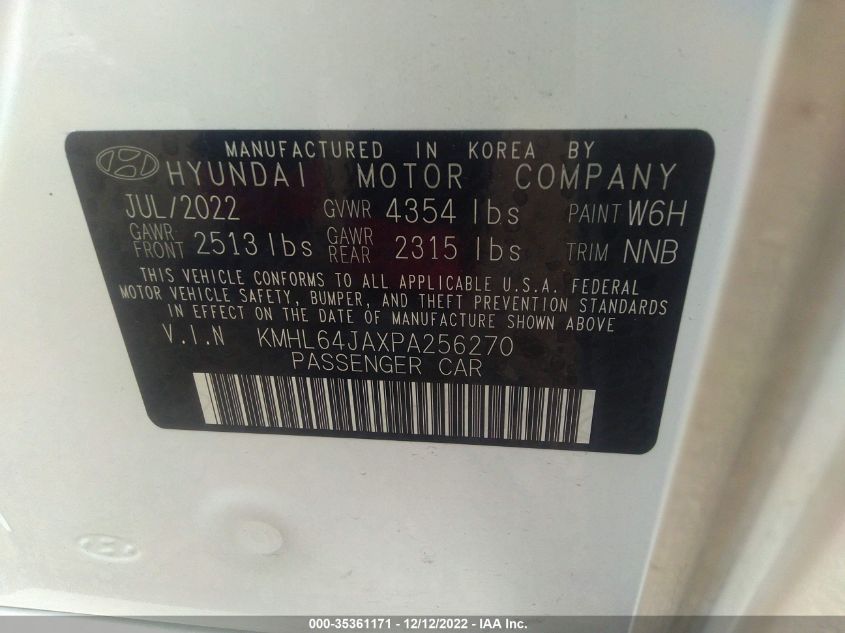 MANUFACTURED IN KOREA BY
HYUNDAI MOTOR COMPANY
JUL/2022 GVWR 4354 lbs PAINT W6H
GAWR FRONT 2513 lbs GAWR REAR 2315 lbs TRIM NNB
THIS VEHICLE CONFORMS TO ALL APPLICABLE U.S.A. FEDERAL
MOTOR VEHICLE SAFETY, BUMPER, AND THEFT PREVENTION STANDARDS
IN EFFECT ON THE DATE OF MANUFACTURE SHOWN ABOVE
V.I.N KMHL64JAXPA256270
PASSENGER CAR
000-35361171 - 12/12/2022 - IAA Inc.